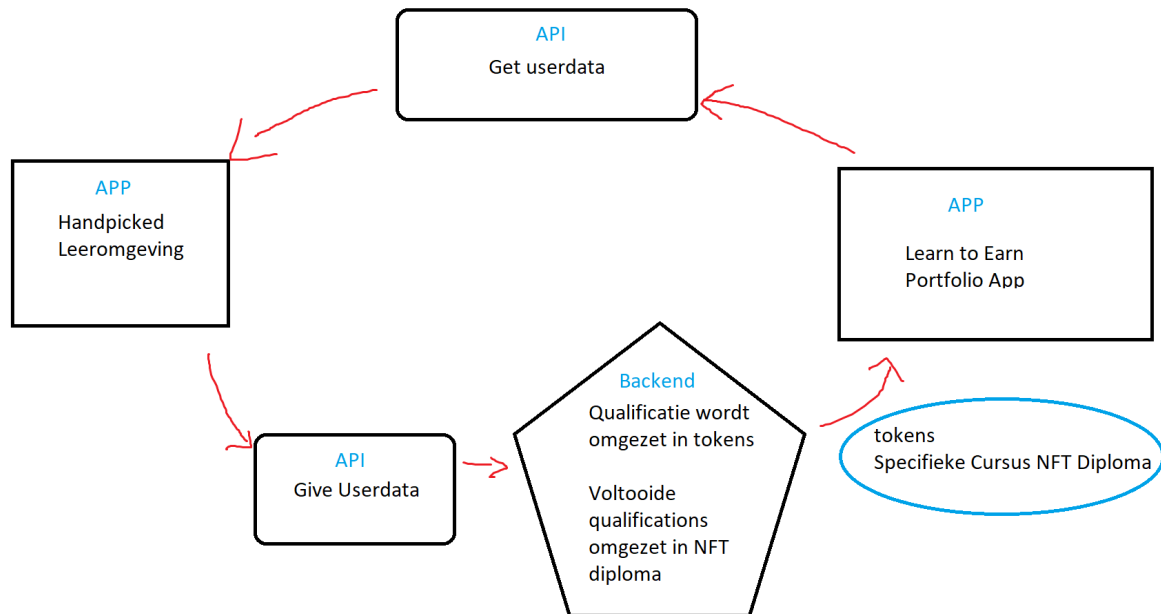 API
Get userdata
APP
Handpicked
Leeromgeving
APP
Learn to Earn
Portfolio App
API
Give Userdata
Backend
Qualificatie wordt
omgezet in tokens
Voltooide
qualifications
omgezet in NFT
diploma
tokens
Specifieke Cursus NFT Diploma